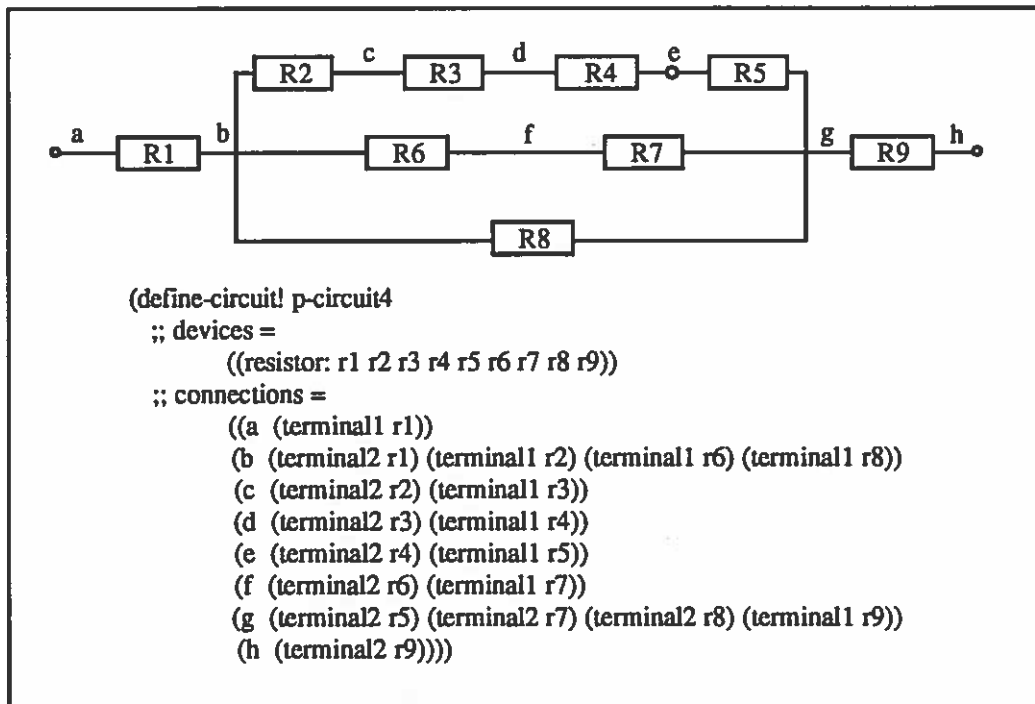 c d e
R2 R3 R4 R5
a b f g h
R1 R6 R7 R9
R8
(define-circuit! p-circuit4
;; devices =
((resistor: r1 r2 r3 r4 r5 r6 r7 r8 r9))
;; connections =
((a (terminal1 r1))
(b (terminal2 r1) (terminal1 r2) (terminal1 r6) (terminal1 r8))
(c (terminal2 r2) (terminal1 r3))
(d (terminal2 r3) (terminal1 r4))
(e (terminal2 r4) (terminal1 r5))
(f (terminal2 r6) (terminal1 r7))
(g (terminal2 r5) (terminal2 r7) (terminal2 r8) (terminal1 r9))
(h (terminal2 r9))))